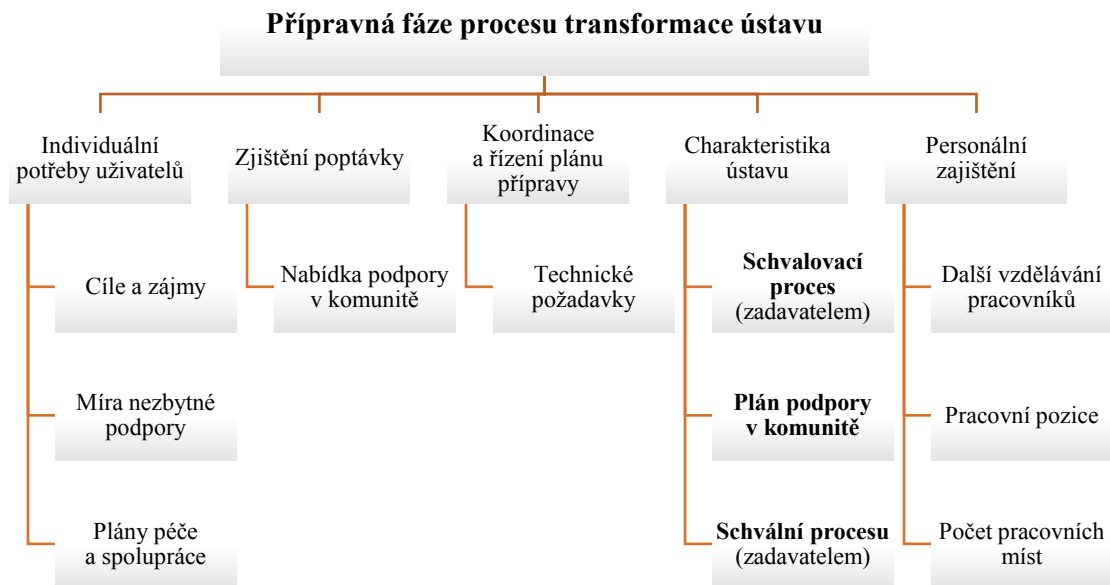 Přípravná fáze procesu transformace ústavu
Individuální
potřeby uživatelů
Zjištění poptávky
Koordinace
a řízení plánu
přípravy
Charakteristika
ústavu
Personální
zajištění
Cíle a zájmy
Nabídka podpory
v komunitě
Technické
požadavky
Schvalovací
proces
(zadavatelem)
Další vzdělávání
pracovníků
Míra nezbytné
podpory
Plán podpory
v komunitě
Pracovní pozice
Plány péče
a spolupráce
Schvální procesu
(zadavatelem)
Počet pracovních
míst